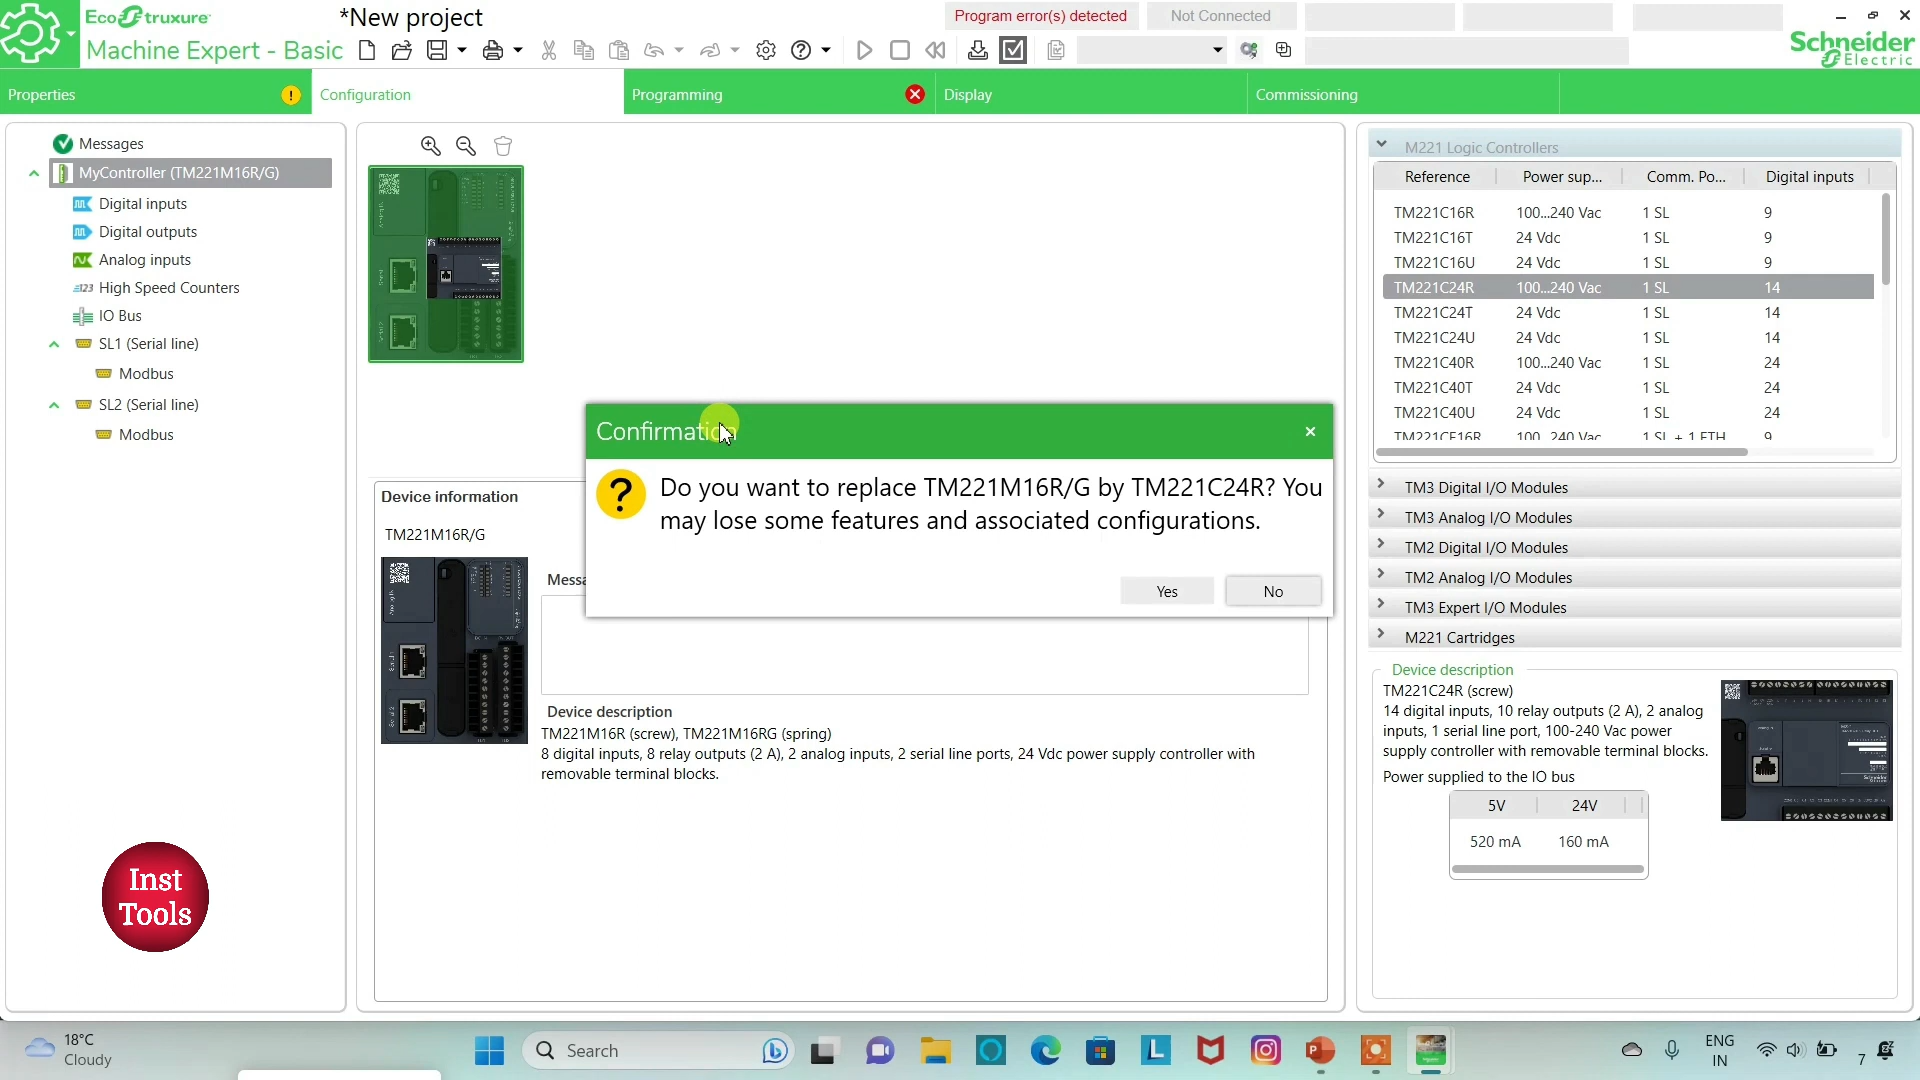 EcoStruxure
Machine Expert - Basic
*New project
Program error(s) detected
Not Connected
Schneider
Electric
Properties
Configuration
Programming
Display
Commissioning
Messages
MyController (TM221M16R/G)
Digital inputs
Digital outputs
Analog inputs
High Speed Counters
IO Bus
SL1 (Serial line)
Modbus
SL2 (Serial line)
Modbus
Device information
TM221M16R/G
Device description
TM221M16R (screw), TM221M16RG (spring)
8 digital inputs, 8 relay outputs (2 A), 2 analog inputs, 2 serial line ports, 24 Vdc power supply controller with
removable terminal blocks.
Confirmation
Do you want to replace TM221M16R/G by TM221C24R? You
may lose some features and associated configurations.
Yes No
M221 Logic Controllers
Reference Power sup... Comm. Po... Digital inputs
TM221C16R 100...240 Vac 1 SL 9
TM221C16T 24 Vdc 1 SL 9
TM221C16U 24 Vdc 1 SL 9
TM221C24R 100...240 Vac 1 SL 14
TM221C24T 24 Vdc 1 SL 14
TM221C24U 24 Vdc 1 SL 14
TM221C40R 100...240 Vac 1 SL 24
TM221C40T 24 Vdc 1 SL 24
TM221C40U 24 Vdc 1 SL 24
TM221CE16R 100...240 Vac 1 SL + 1 ETH 9
TM3 Digital I/O Modules
TM3 Analog I/O Modules
TM2 Digital I/O Modules
TM2 Analog I/O Modules
TM3 Expert I/O Modules
M221 Cartridges
Device description
TM221C24R (screw)
14 digital inputs, 10 relay outputs (2 A), 2 analog
inputs, 1 serial line port, 100-240 Vac power
supply controller with removable terminal blocks.
Power supplied to the IO bus
5V 24V
520 mA 160 mA
Inst
Tools
18°C
Cloudy
Search
ENG
IN
7